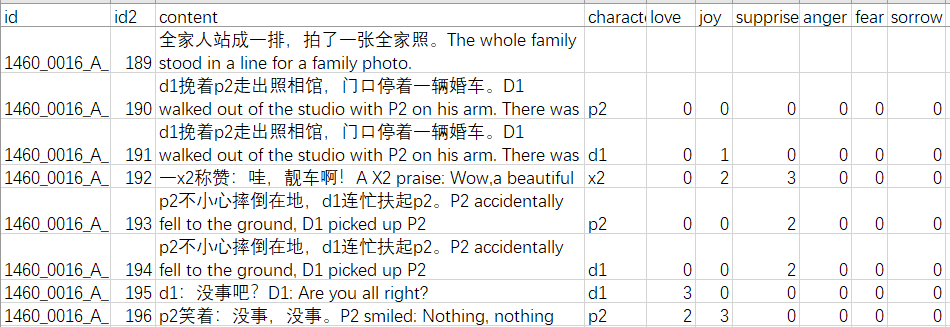 id id2 content characte love joy supprise anger fear sorrow
全家人站成一排，拍了一张全家照。The whole family
1460_0016_A_ 189 stood in a line for a family photo.
d1挽着p2走出照相馆，门口停着一辆婚车。D1
1460_0016_A_ 190 walked out of the studio with P2 on his arm. There was p2 0 0 0 0 0 0
d1挽着p2走出照相馆，门口停着一辆婚车。D1
1460_0016_A_ 191 walked out of the studio with P2 on his arm. There was d1 0 1 0 0 0 0
1460_0016_A_ 192 一x2称赞：哇，靓车啊！A X2 praise: Wow,a beautiful x2 0 2 3 0 0 0
p2不小心摔倒在地，d1连忙扶起p2。P2 accidentally
1460_0016_A_ 193 fell to the ground, D1 picked up P2 p2 0 0 2 0 0 0
p2不小心摔倒在地，d1连忙扶起p2。P2 accidentally
1460_0016_A_ 194 fell to the ground, D1 picked up P2 d1 0 0 2 0 0 0
1460_0016_A_ 195 d1：没事吧？D1: Are you all right? d1 3 0 0 0 0 0
1460_0016_A_ 196 p2笑着：没事，没事。P2 smiled: Nothing, nothing p2 2 3 0 0 0 0